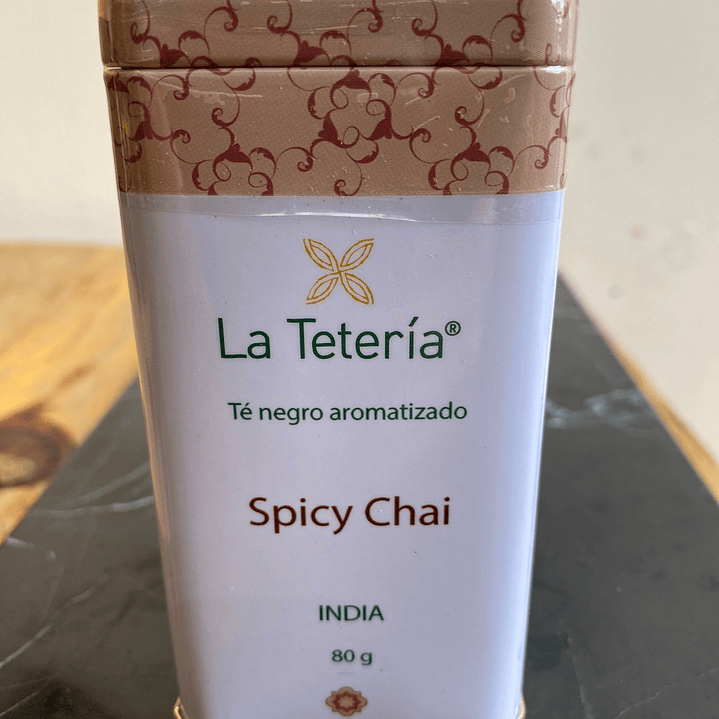 La Tetería®
Té negro aromatizado
Spicy Chai
INDIA
80 g